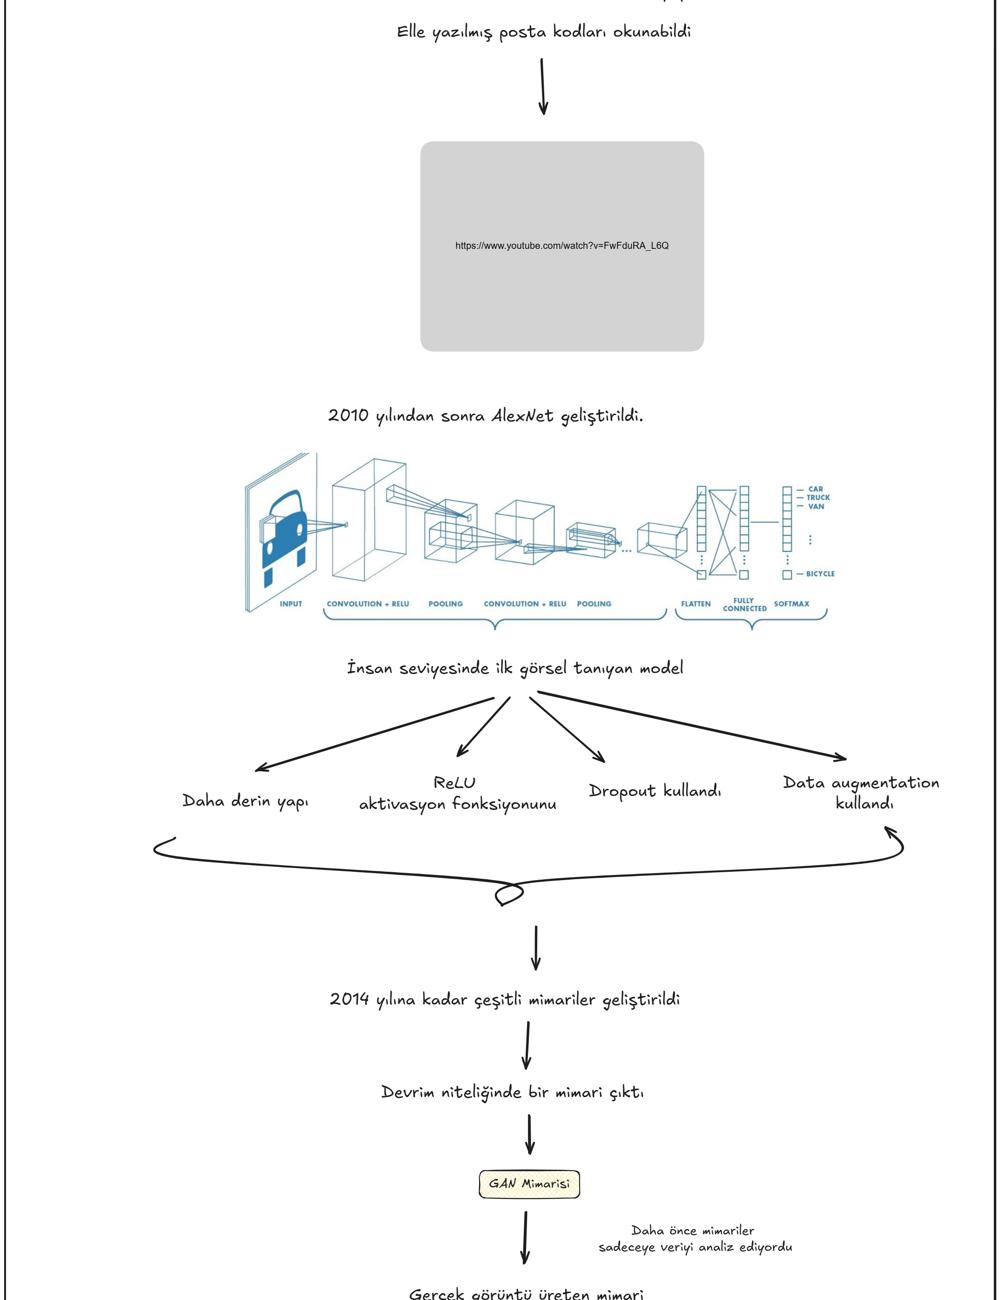 Elle yazılmış posta kodları okunabildi
https://www.youtube.com/watch?v=FwFduRA_L6Q
2010 yılından sonra AlexNet geliştirildi.
CAR
TRUCK
VAN
BICYCLE
INPUT
CONVOLUTION + RELU
POOLING
CONVOLUTION + RELU
POOLING
FLATTEN
FULLY
CONNECTED
SOFTMAX
İnsan seviyesinde ilk görsel tanıyan model
Daha derin yapı
ReLU
aktivasyon fonksiyonunu
Dropout kullandı
Data augmentation
kullandı
2014 yılına kadar çeşitli mimariler geliştirildi
Devrim niteliğinde bir mimari çıktı
GAN Mimarisi
Daha önce mimariler
sadeceye veriyi analiz ediyordu
Gerçek görüntü üreten mimari